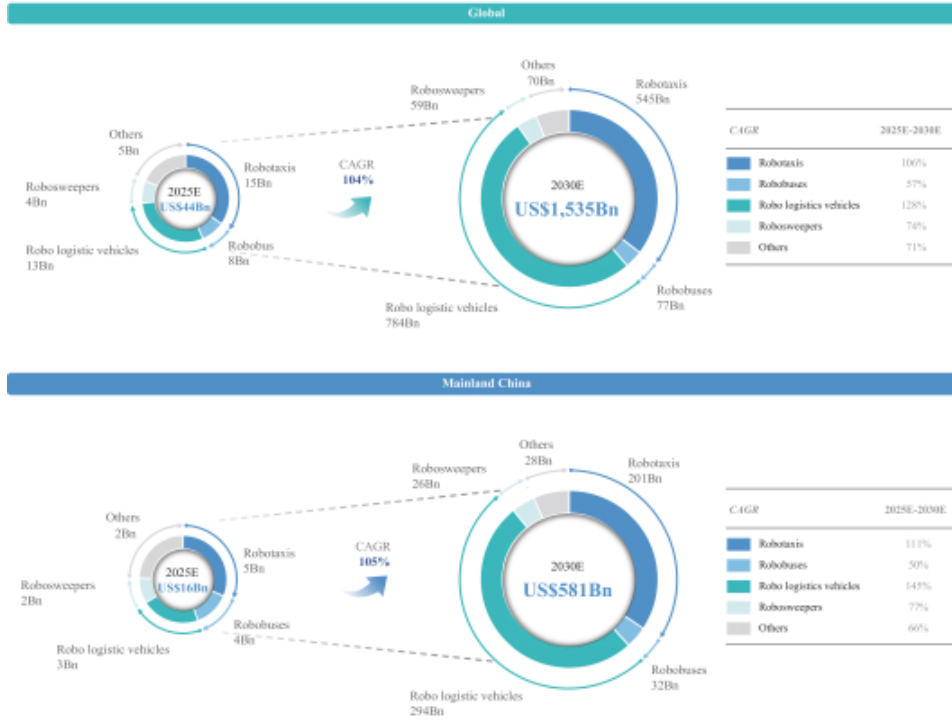 Global
Others
70Bn
Robosweepers
59Bn
Robotaxis
545Bn
Others
5Bn
Robosweepers
4Bn
Robotaxis
15Bn
2025E
US$44Bn
CAGR
104%
2030E
US$1,535Bn
Robo logistic vehicles
13Bn
Robobus
8Bn
Robo logistic vehicles
784Bn
Robobuses
77Bn
CAGR 2025E-2030E
Robotaxis 106%
Robobuses 57%
Robo logistics vehicles 128%
Robosweepers 74%
Others 71%
Mainland China
Others
28Bn
Robosweepers
26Bn
Robotaxis
201Bn
Others
2Bn
Robosweepers
2Bn
Robotaxis
5Bn
2025E
US$16Bn
CAGR
105%
2030E
US$581Bn
Robo logistic vehicles
3Bn
Robobuses
4Bn
Robo logistic vehicles
294Bn
Robobuses
32Bn
CAGR 2025E-2030E
Robotaxis 111%
Robobuses 50%
Robo logistics vehicles 145%
Robosweepers 77%
Others 66%